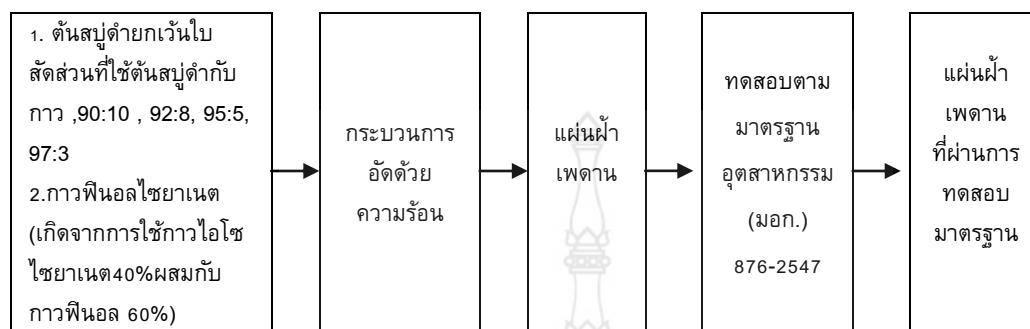 1. ต้นสบู่ดำยกเว้นใบ
สัดส่วนที่ใช้ต้นสบู่ดำกับ
กาว ,90:10 , 92:8, 95:5,
97:3
2.กาวฟีนอลไซยาเนต
(เกิดจากการใช้กาวไอโซ
ไซยาเนต40%ผสมกับ
กาวฟีนอล 60%)
กระบวนการ
อัดด้วย
ความร้อน
แผ่นฝ้า
เพดาน
ทดสอบตาม
มาตรฐาน
อุตสาหกรรม
(มอก.)
876-2547
แผ่นฝ้า
เพดาน
ที่ผ่านการ
ทดสอบ
มาตรฐาน